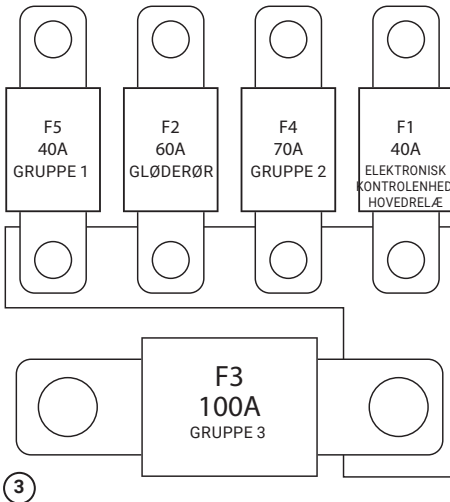 F5
40A
GRUPPE 1
F2
60A
GLØDERØR
F4
70A
GRUPPE 2
F1
40A
ELEKTRONISK
KONTROLENHED,
HOVEDRELÆ
F3
100A
GRUPPE 3
3